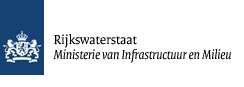 Rijkswaterstaat
Ministerie van Infrastructuur en Milieu